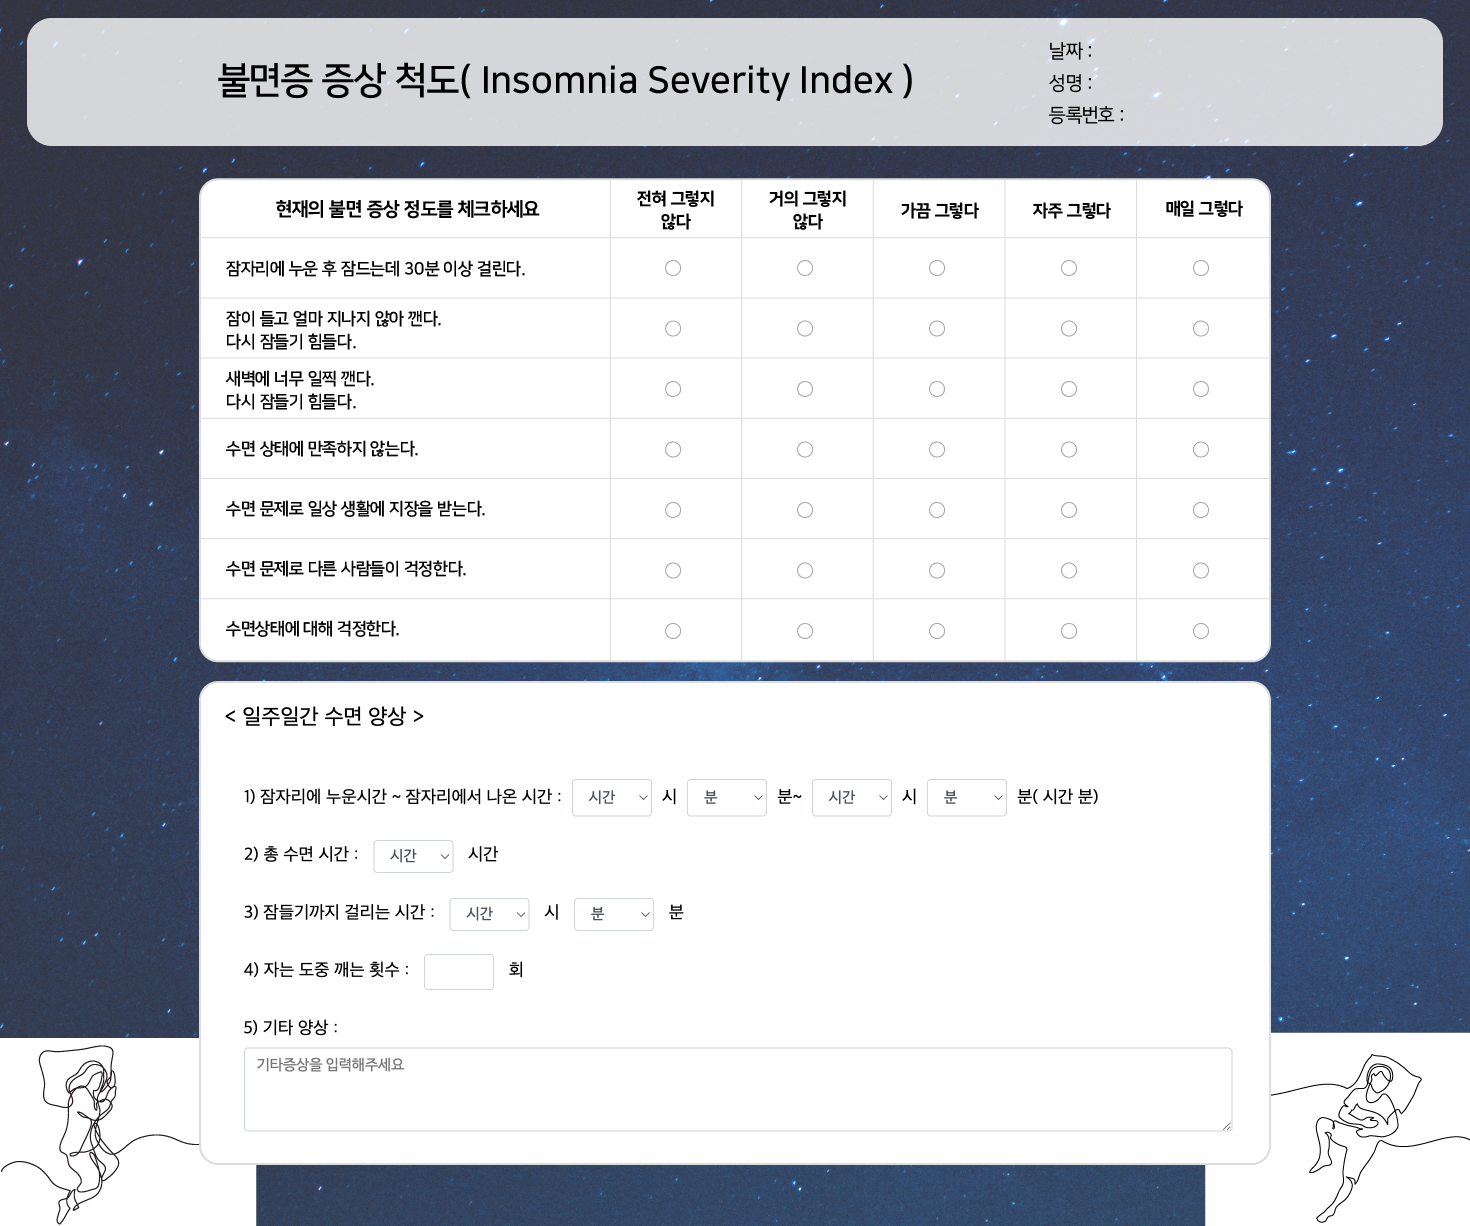 불면증 증상 척도( Insomnia Severity Index )
날짜 :
성명 :
등록번호 :
현재의 불면 증상 정도를 체크하세요
전혀 그렇지
않다
거의 그렇지
않다
가끔 그렇다
자주 그렇다
매일 그렇다
잠자리에 누운 후 잠드는데 30분 이상 걸린다.
잠이 들고 얼마 지나지 않아 깬다.
다시 잠들기 힘들다.
새벽에 너무 일찍 깬다.
다시 잠들기 힘들다.
수면 상태에 만족하지 않는다.
수면 문제로 일상 생활에 지장을 받는다.
수면 문제로 다른 사람들이 걱정한다.
수면상태에 대해 걱정한다.
< 일주일간 수면 양상 >
1) 잠자리에 누운시간 ~ 잠자리에서 나온 시간 : 시간 시 분 분~ 시간 시 분 분( 시간 분)
2) 총 수면 시간 : 시간 시간
3) 잠들기까지 걸리는 시간 : 시간 시 분 분
4) 자는 도중 깨는 횟수 : 회
5) 기타 양상 :
기타증상을 입력해주세요